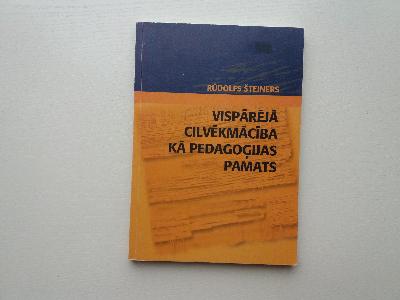 RŪDOLFS ŠTEINERS
VISPĀRĒJĀ
CILVĒKMĀCĪBA
KĀ PEDAGOĢIJAS
PAMATS